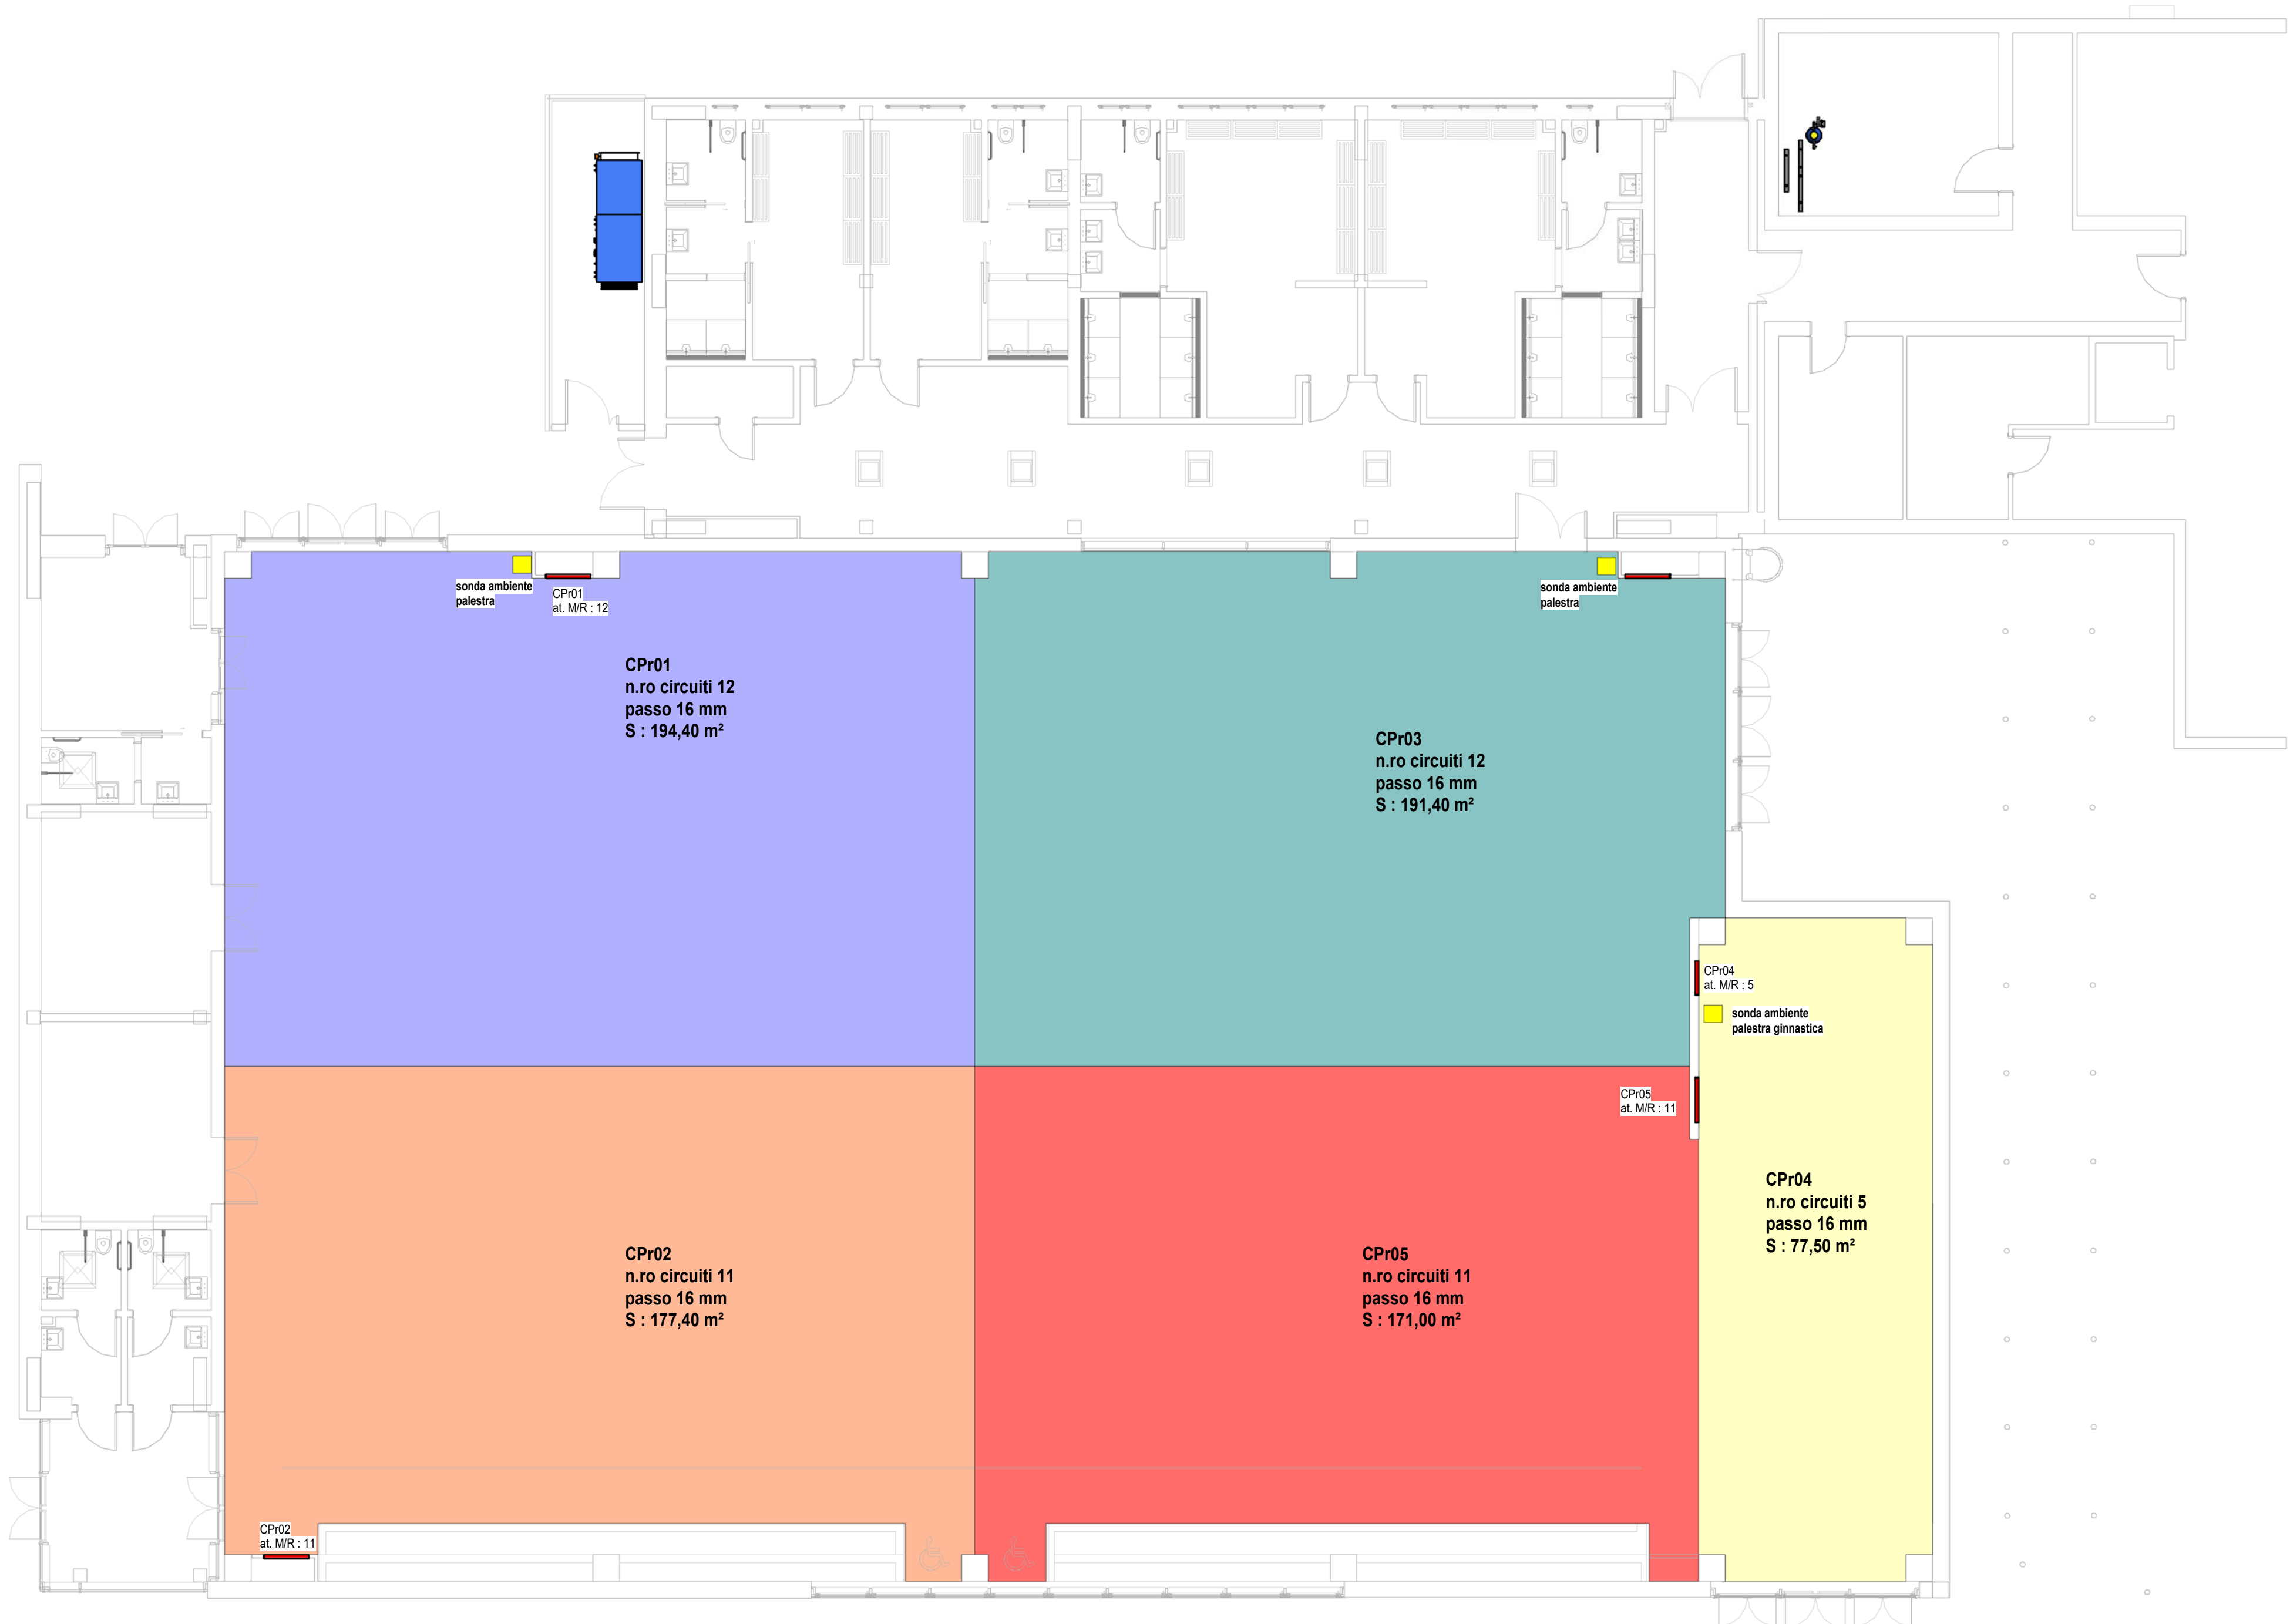 sonda ambiente
palestra
CPr01
at. M/R : 12
sonda ambiente
palestra
CPr01
n.ro circuiti 12
passo 16 mm
S : 194,40 m²
CPr03
n.ro circuiti 12
passo 16 mm
S : 191,40 m²
CPr04
at. M/R : 5
sonda ambiente
palestra ginnastica
CPr05
at. M/R : 11
CPr04
n.ro circuiti 5
passo 16 mm
S : 77,50 m²
CPr02
n.ro circuiti 11
passo 16 mm
S : 177,40 m²
CPr05
n.ro circuiti 11
passo 16 mm
S : 171,00 m²
CPr02
at. M/R : 11